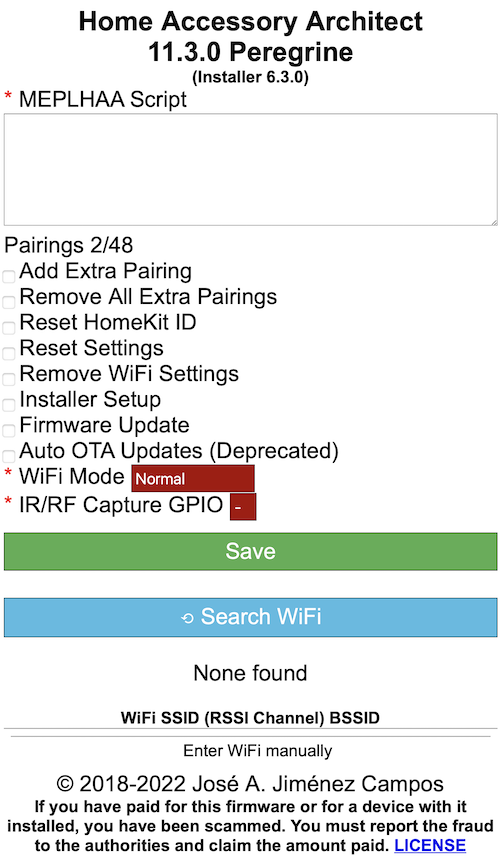 Home Accessory Architect
11.3.0 Peregrine
(Installer 6.3.0)
* MEPLHAA Script
Pairings 2/48
Add Extra Pairing
Remove All Extra Pairings
Reset HomeKit ID
Reset Settings
Remove WiFi Settings
Installer Setup
Firmware Update
Auto OTA Updates (Deprecated)
* WiFi Mode Normal
* IR/RF Capture GPIO -
Save
⟲ Search WiFi
None found
WiFi SSID (RSSI Channel) BSSID
Enter WiFi manually
© 2018-2022 José A. Jiménez Campos
If you have paid for this firmware or for a device with it
installed, you have been scammed. You must report the fraud
to the authorities and claim the amount paid. LICENSE